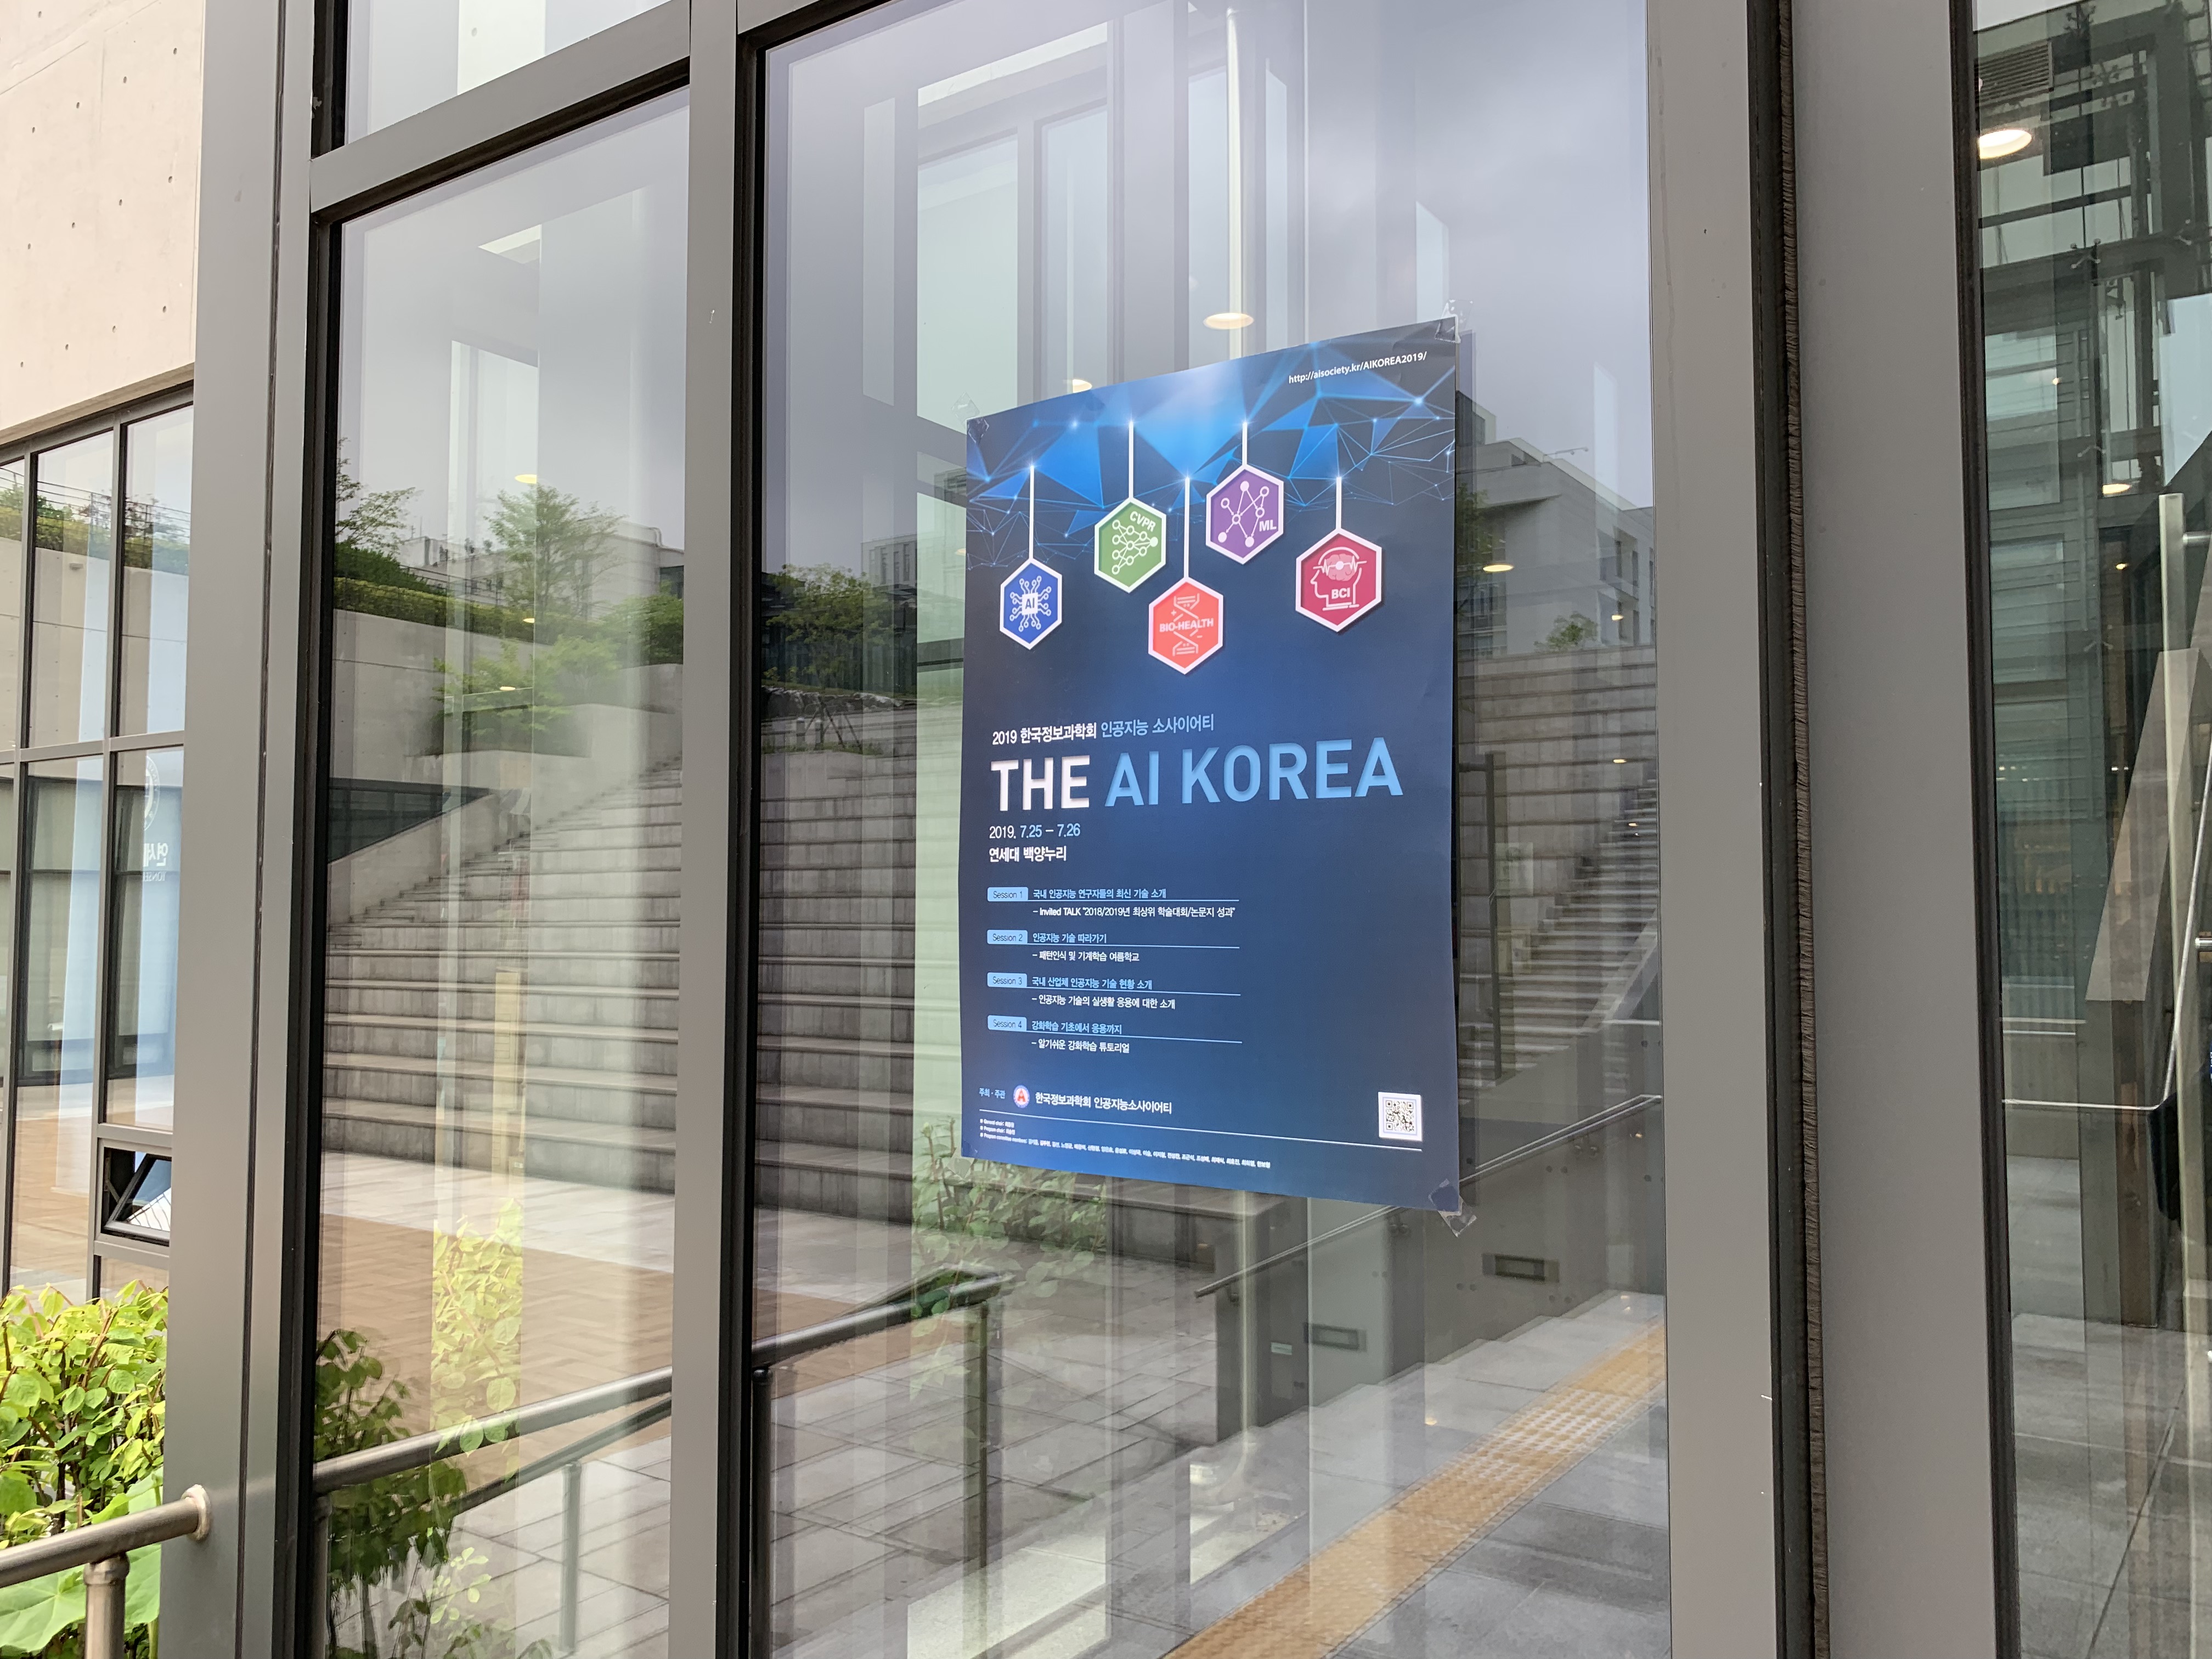 http://aisociety.kr/AIKOREA2019/
AI
CVPR
BIO-HEALTH
ML
BCI
2019 한국정보과학회 인공지능 소사이어티
THE AI KOREA
2019. 7.25 – 7.26
연세대 백양누리
Session 1 국내 인공지능 연구자들의 최신 기술 소개
– Invited TALK "2018/2019년 최상위 학술대회/논문지 성과"
Session 2 인공지능 기술 따라가기
– 패턴인식 및 기계학습 여름학교
Session 3 국내 산업체 인공지능 기술 현황 소개
– 인공지능 기술의 실생활 응용에 대한 소개
Session 4 강화학습 기초에서 응용까지
– 알기쉬운 강화학습 튜토리얼
주최 · 주관 A 한국정보과학회 인공지능소사이어티
General chair :
Program chair :
Program committee members :